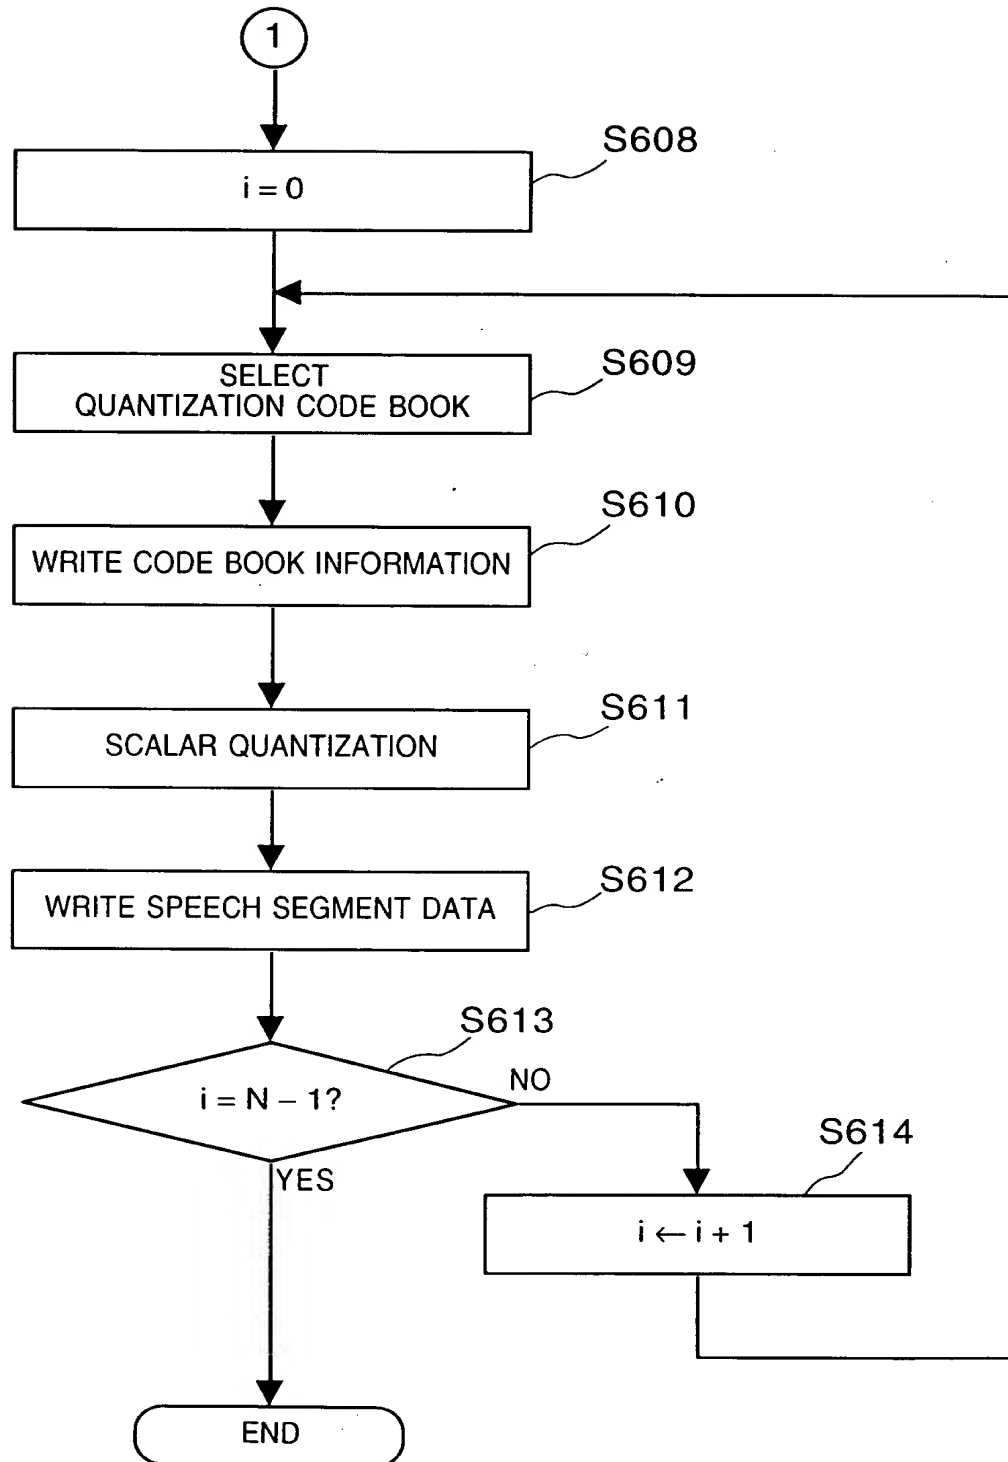 1
S608
i = 0
S609
SELECT
QUANTIZATION CODE BOOK
S610
WRITE CODE BOOK INFORMATION
S611
SCALAR QUANTIZATION
S612
WRITE SPEECH SEGMENT DATA
S613
i = N – 1?
NO
YES
S614
i ← i + 1
END